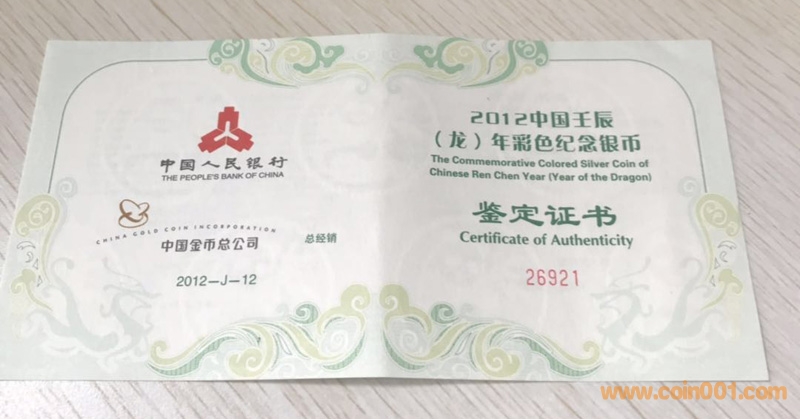 中国人民银行
THE PEOPLE'S BANK OF CHINA
CHINA GOLD COIN INCORPORATION
中国金币总公司
总经销
2012—J—12
2012中国壬辰
（龙）年彩色纪念银币
The Commemorative Colored Silver Coin of
Chinese Ren Chen Year (Year of the Dragon)
鉴定证书
Certificate of Authenticity
26921
www.coin001.com